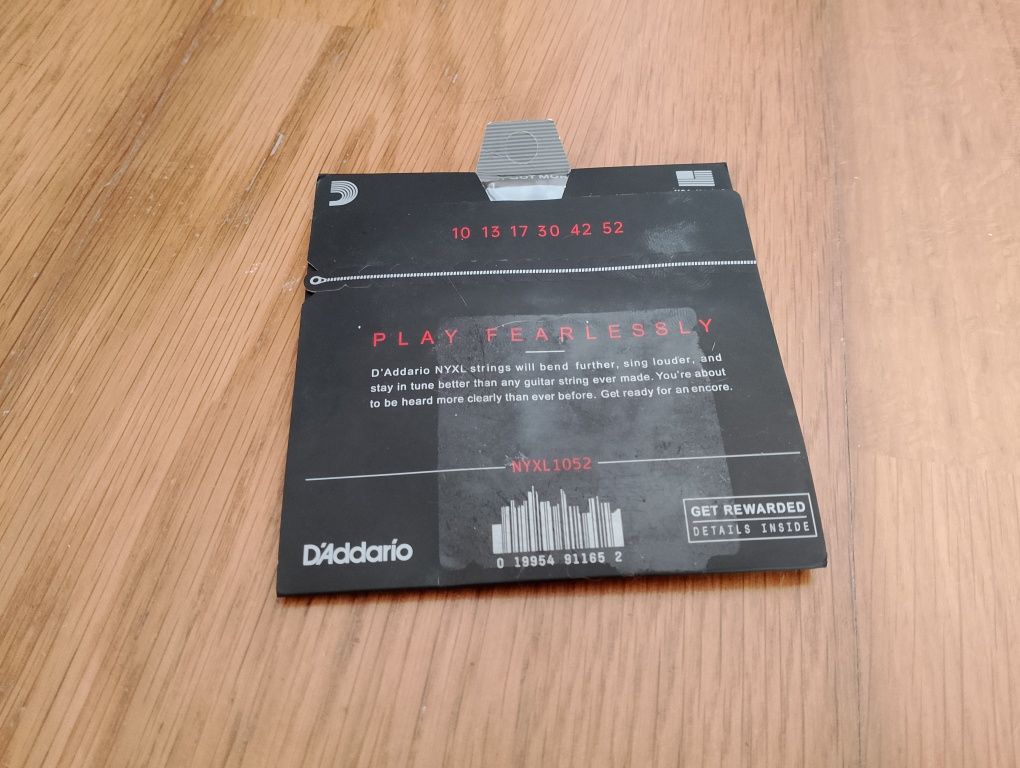 10 13 17 30 42 52
PLAY FEARLESSLY
D'Addario NYXL strings will bend further, sing louder, and
stay in tune better than any guitar string ever made. You're about
to be heard more clearly than ever before. Get ready for an encore.
NYXL1052
GET REWARDED
DETAILS INSIDE
D'Addario
0 19954 91165 2